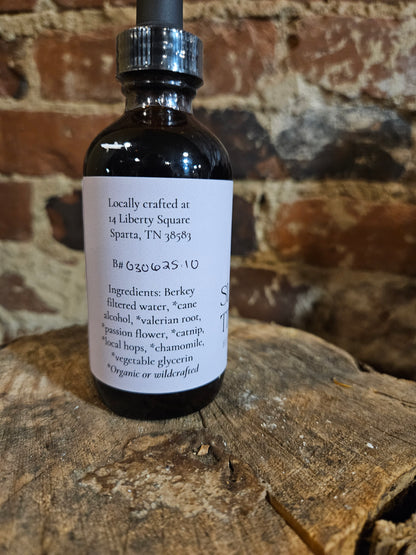 Locally crafted at
14 Liberty Square
Sparta, TN 38583
B# 030625.10
Ingredients: Berkey
filtered water, *cane
alcohol, *valerian root,
*passion flower, *catnip,
*local hops, *chamomile,
*vegetable glycerin
*Organic or wildcrafted